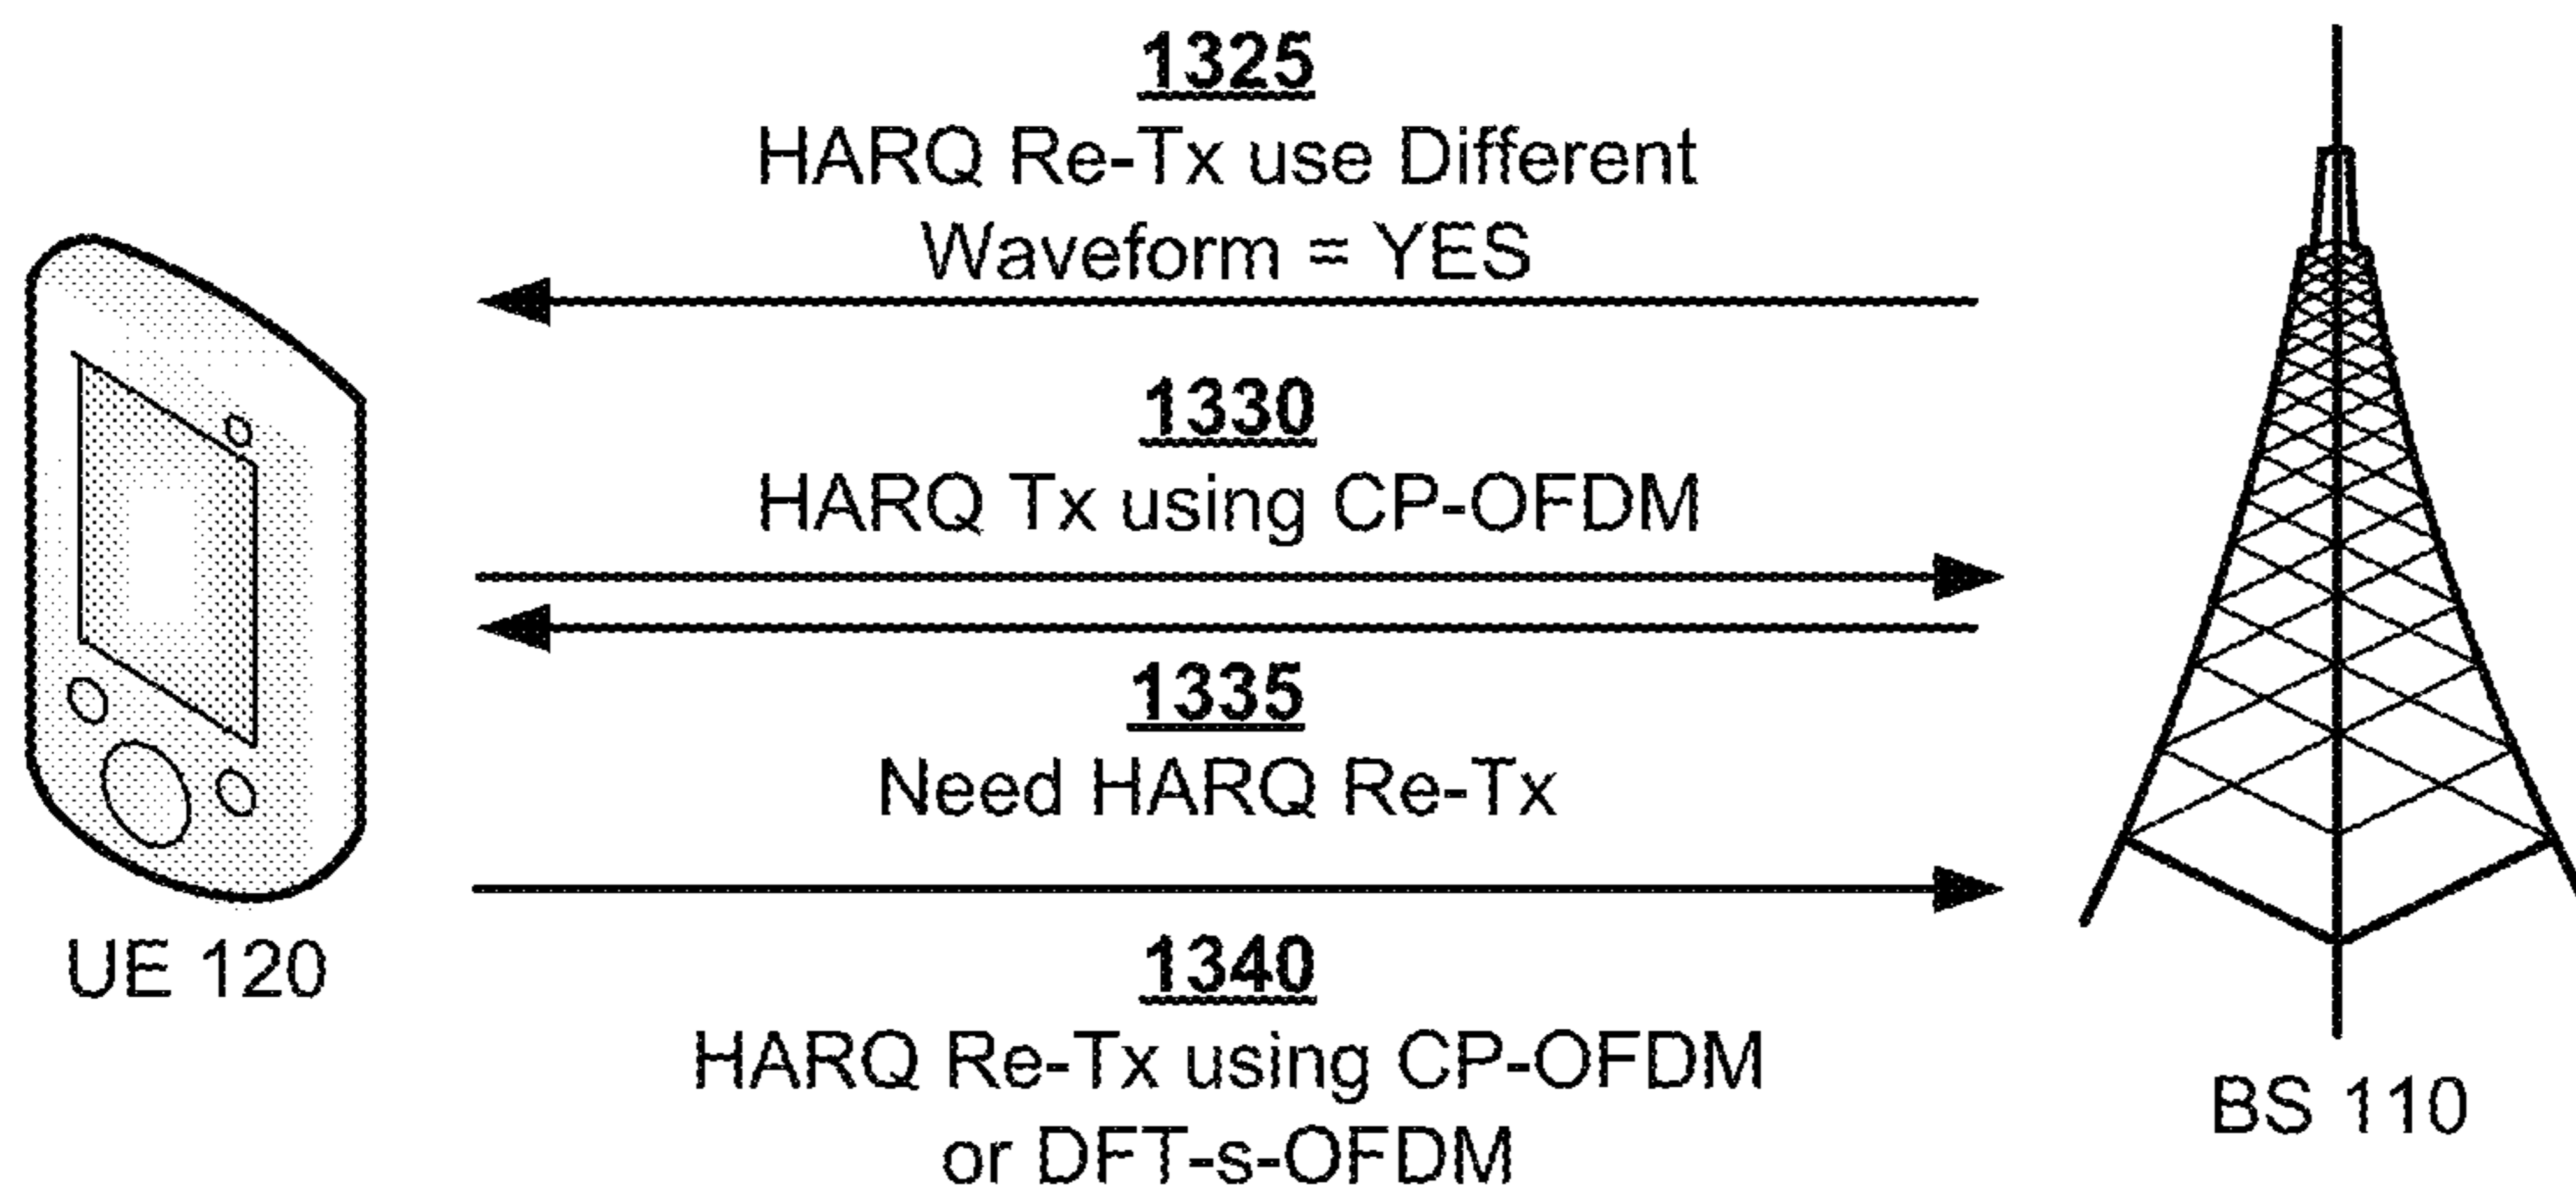 1325
HARQ Re-Tx use Different
Waveform = YES
1330
HARQ Tx using CP-OFDM
1335
Need HARQ Re-Tx
1340
HARQ Re-Tx using CP-OFDM
or DFT-s-OFDM
UE 120
BS 110